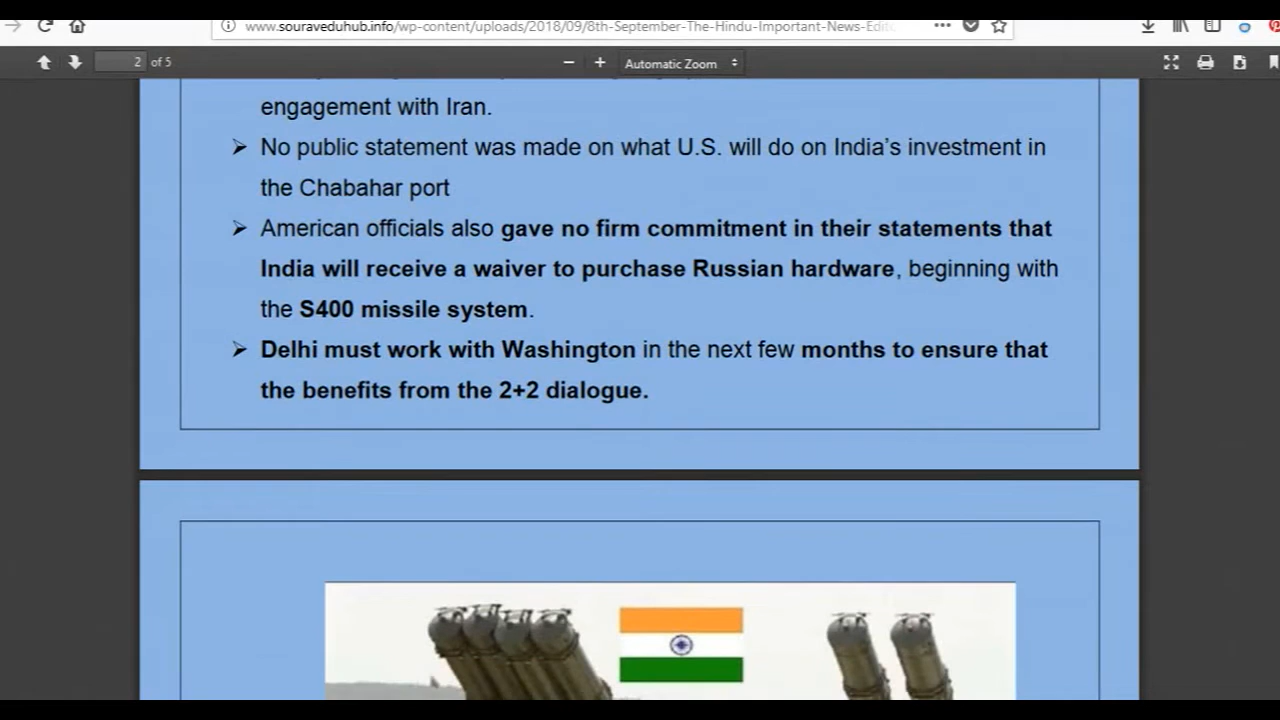 www.souraveduhub.info/wp-content/uploads/2018/09/8th-September-The-Hindu-Important-News-Edit
2 of 5
Automatic Zoom
engagement with Iran.
➢ No public statement was made on what U.S. will do on India's investment in
the Chabahar port
➢ American officials also gave no firm commitment in their statements that
India will receive a waiver to purchase Russian hardware, beginning with
the S400 missile system.
➢ Delhi must work with Washington in the next few months to ensure that
the benefits from the 2+2 dialogue.